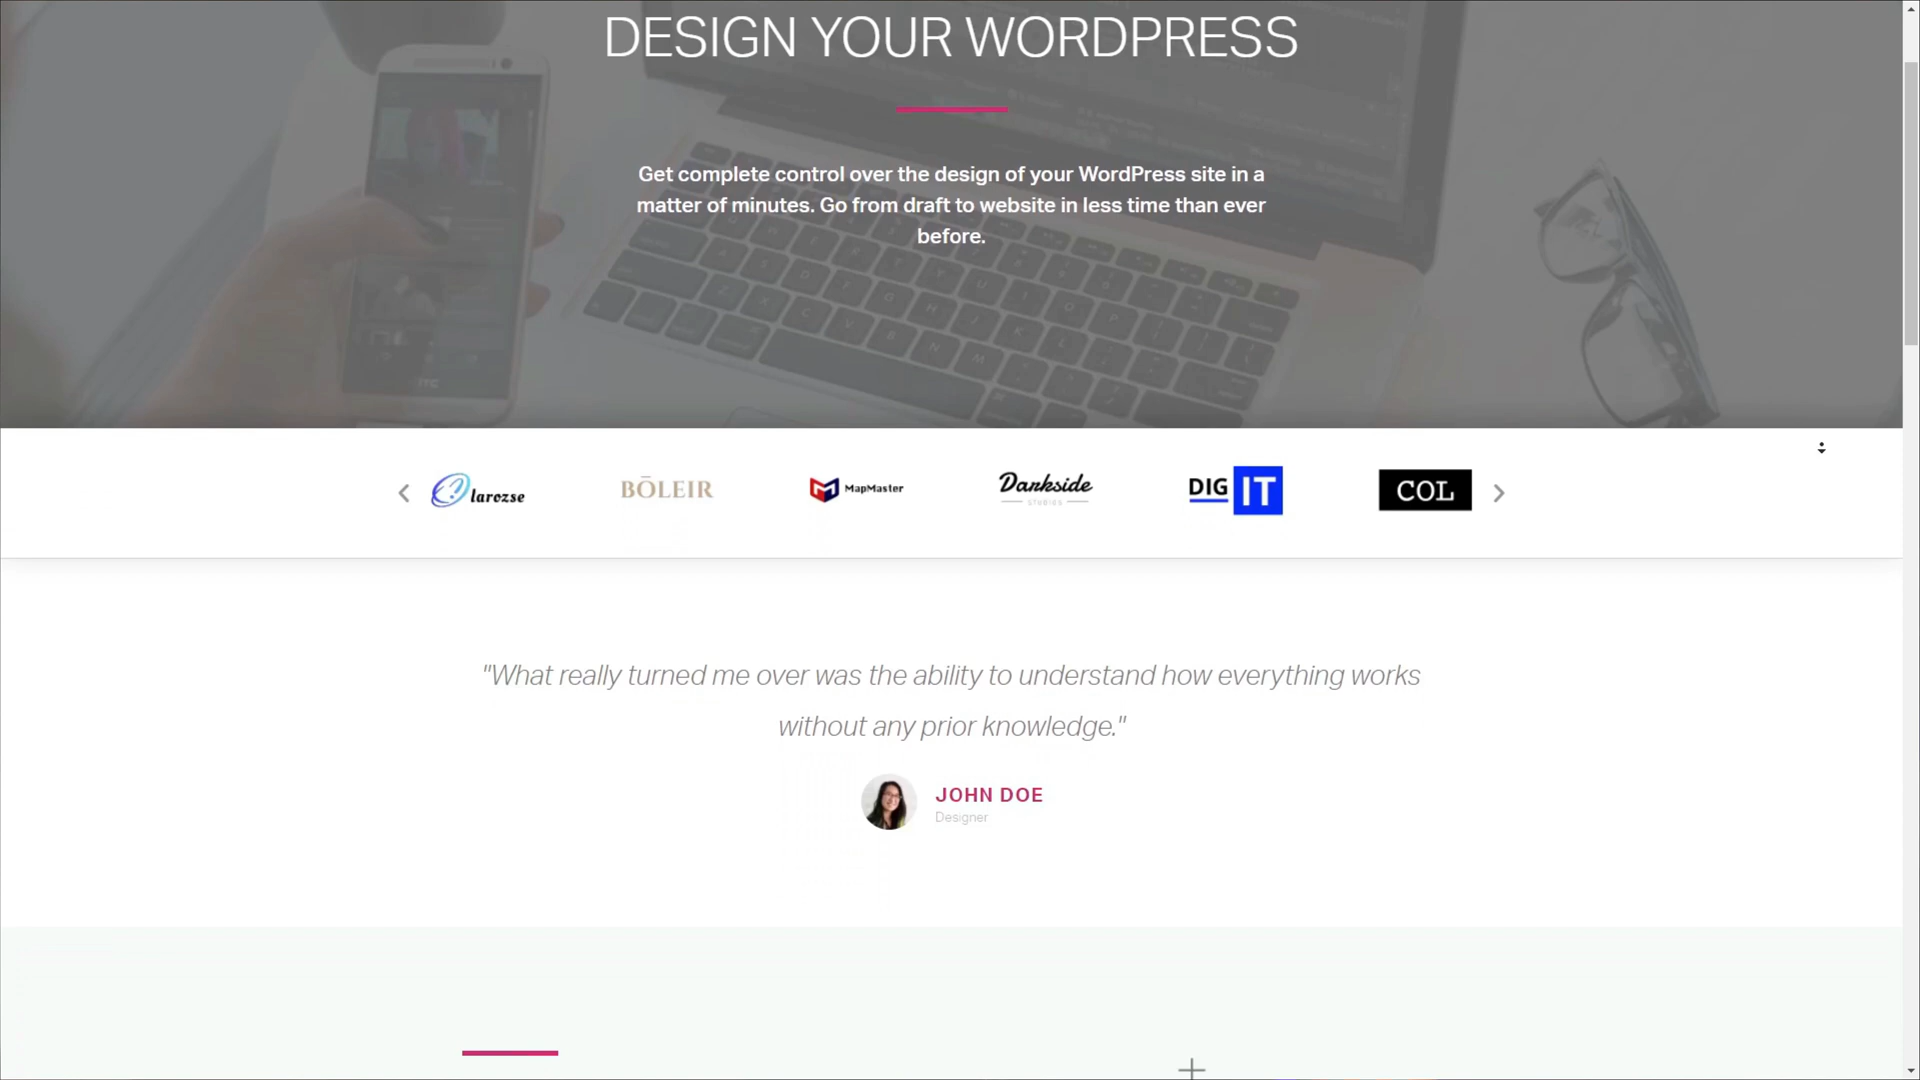 DESIGN YOUR WORDPRESS
Get complete control over the design of your WordPress site in a
matter of minutes. Go from draft to website in less time than ever
before.
larozse
BŌLEIR
MapMaster
Darkside
STUDIOS
DIG IT
COL
"What really turned me over was the ability to understand how everything works
without any prior knowledge."
JOHN DOE
Designer